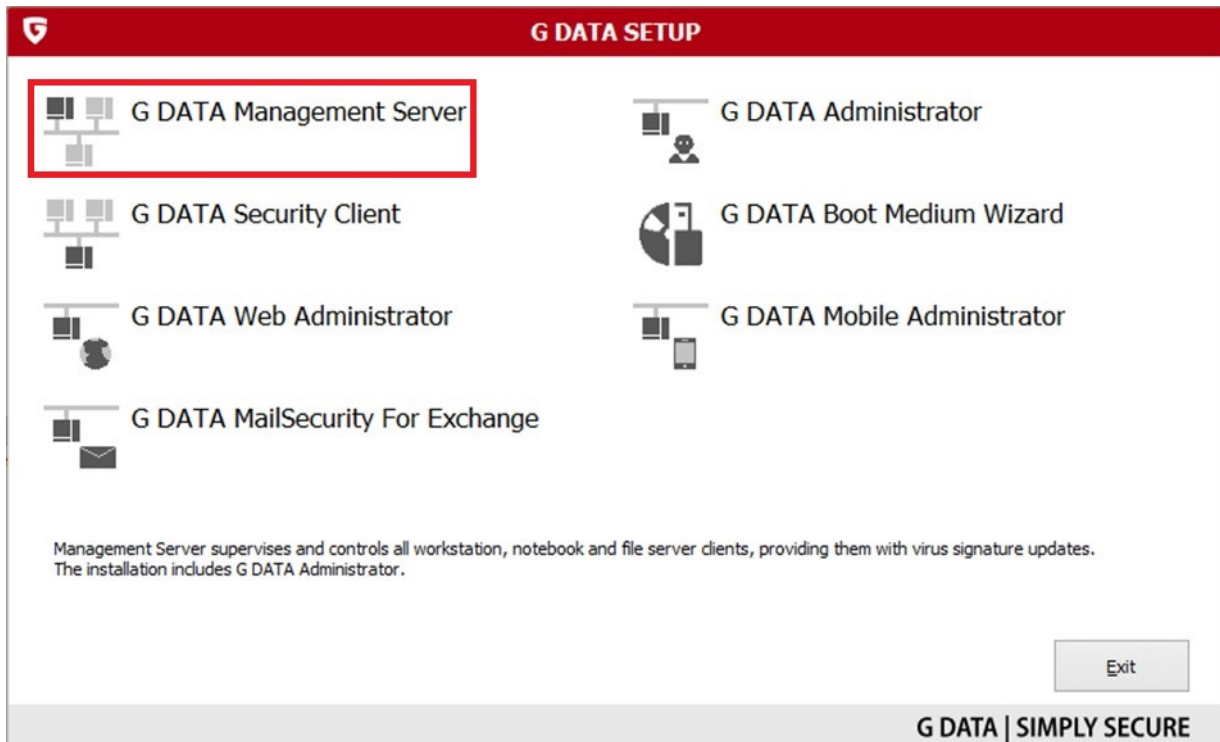 G DATA SETUP
G DATA Management Server
G DATA Administrator
G DATA Security Client
G DATA Boot Medium Wizard
G DATA Web Administrator
G DATA Mobile Administrator
G DATA MailSecurity For Exchange
Management Server supervises and controls all workstation, notebook and file server clients, providing them with virus signature updates.
The installation includes G DATA Administrator.
Exit
G DATA | SIMPLY SECURE